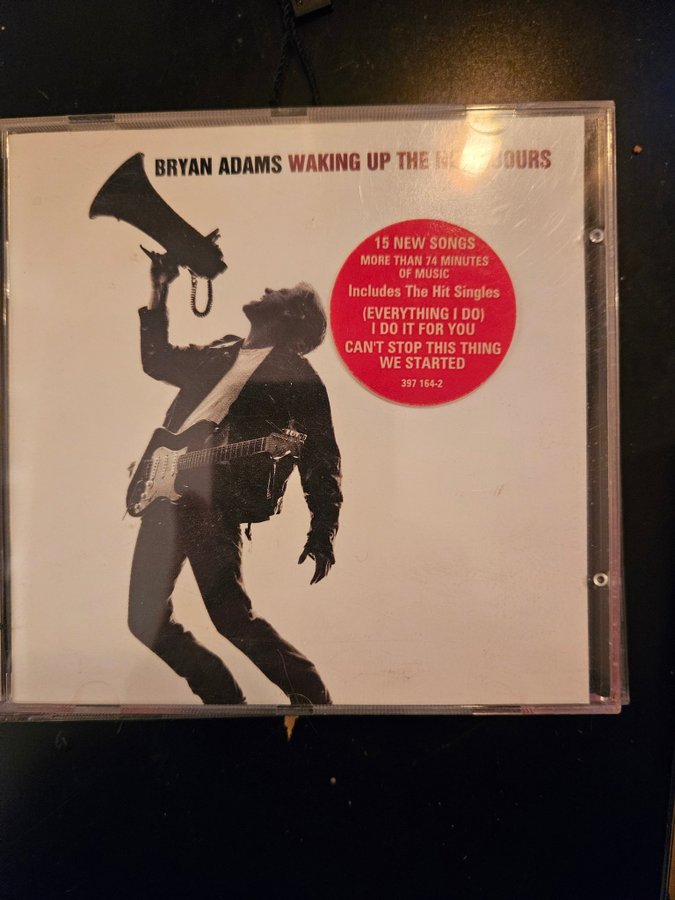 BRYAN ADAMS WAKING UP THE
15 NEW SONGS
MORE THAN 74 MINUTES
OF MUSIC
Includes The Hit Singles
(EVERYTHING I DO)
I DO IT FOR YOU
CAN'T STOP THIS THING
WE STARTED
397 164-2